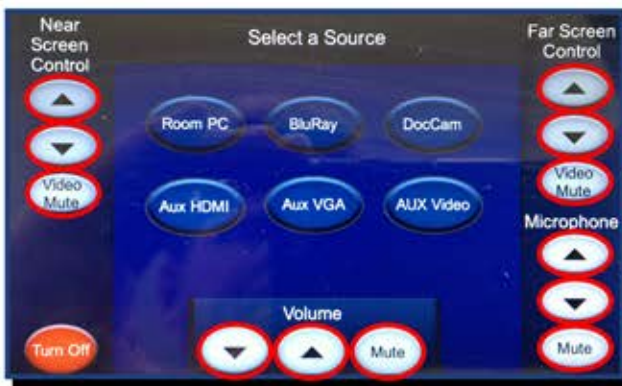 Near
Screen
Control
Select a Source
Far Screen
Control
Room PC
BluRay
DocCam
Video
Mute
Video
Mute
Aux HDMI
Aux VGA
AUX Video
Microphone
Volume
Turn Off
Mute
Mute